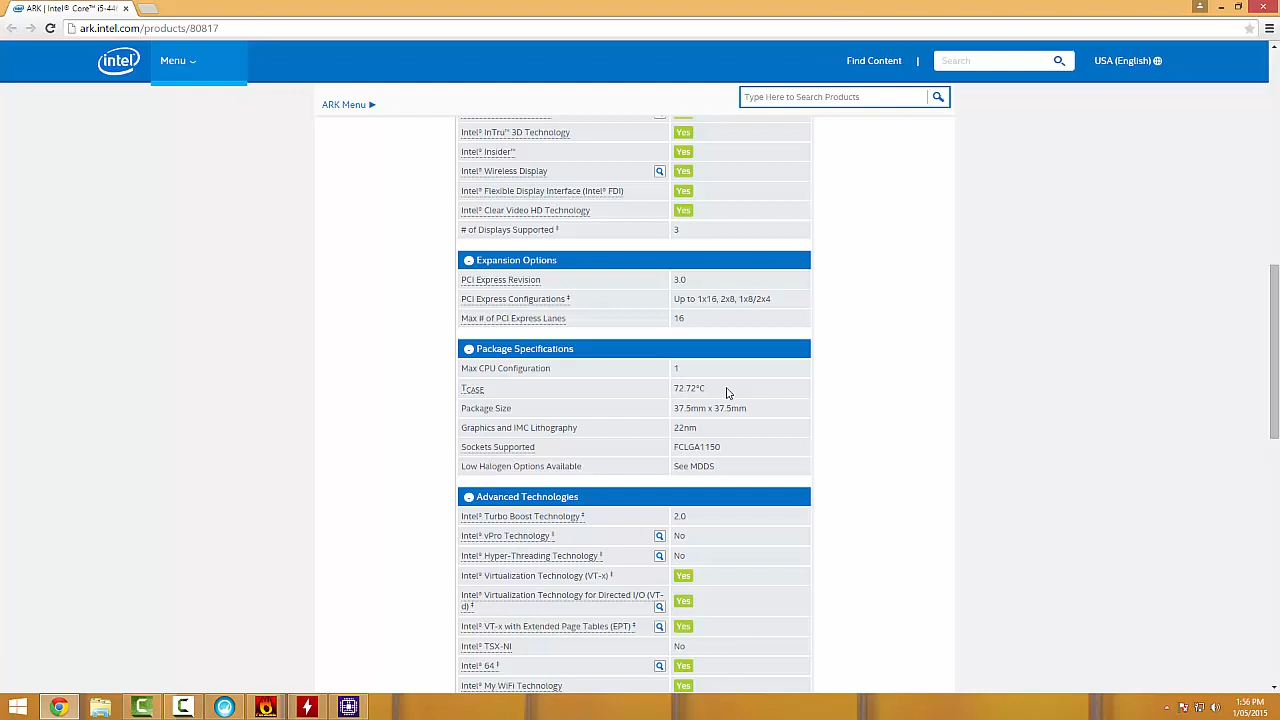 ARK | Intel® Core™ i5-44
ark.intel.com/products/80817
intel
Menu
Find Content
|
Search
USA (English)
ARK Menu
Type Here to Search Products
Intel® InTru™ 3D Technology Yes
Intel® Insider™ Yes
Intel® Wireless Display Yes
Intel® Flexible Display Interface (Intel® FDI) Yes
Intel® Clear Video HD Technology Yes
# of Displays Supported ‡ 3
Expansion Options
PCI Express Revision 3.0
PCI Express Configurations ‡ Up to 1x16, 2x8, 1x8/2x4
Max # of PCI Express Lanes 16
Package Specifications
Max CPU Configuration 1
TCASE 72.72°C
Package Size 37.5mm x 37.5mm
Graphics and IMC Lithography 22nm
Sockets Supported FCLGA1150
Low Halogen Options Available See MDDS
Advanced Technologies
Intel® Turbo Boost Technology ‡ 2.0
Intel® vPro Technology ‡ No
Intel® Hyper-Threading Technology ‡ No
Intel® Virtualization Technology (VT-x) ‡ Yes
Intel® Virtualization Technology for Directed I/O (VT-
d) ‡ Yes
Intel® VT-x with Extended Page Tables (EPT) ‡ Yes
Intel® TSX-NI No
Intel® 64 ‡ Yes
Intel® My WiFi Technology Yes
1:56 PM
1/05/2015